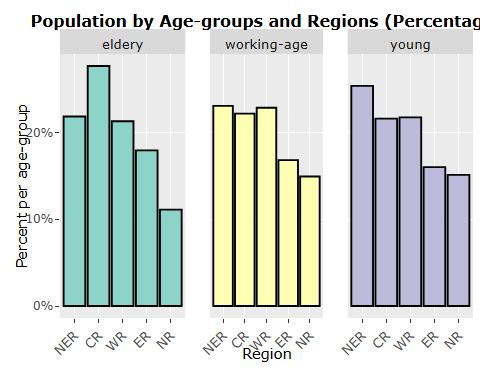 Population by Age-groups and Regions (Percentag
eldery
working-age
young
Percent per age-group
20%
10%
0%
NER CR WR ER NR
NER CR WR ER NR
NER CR WR ER NR
Region